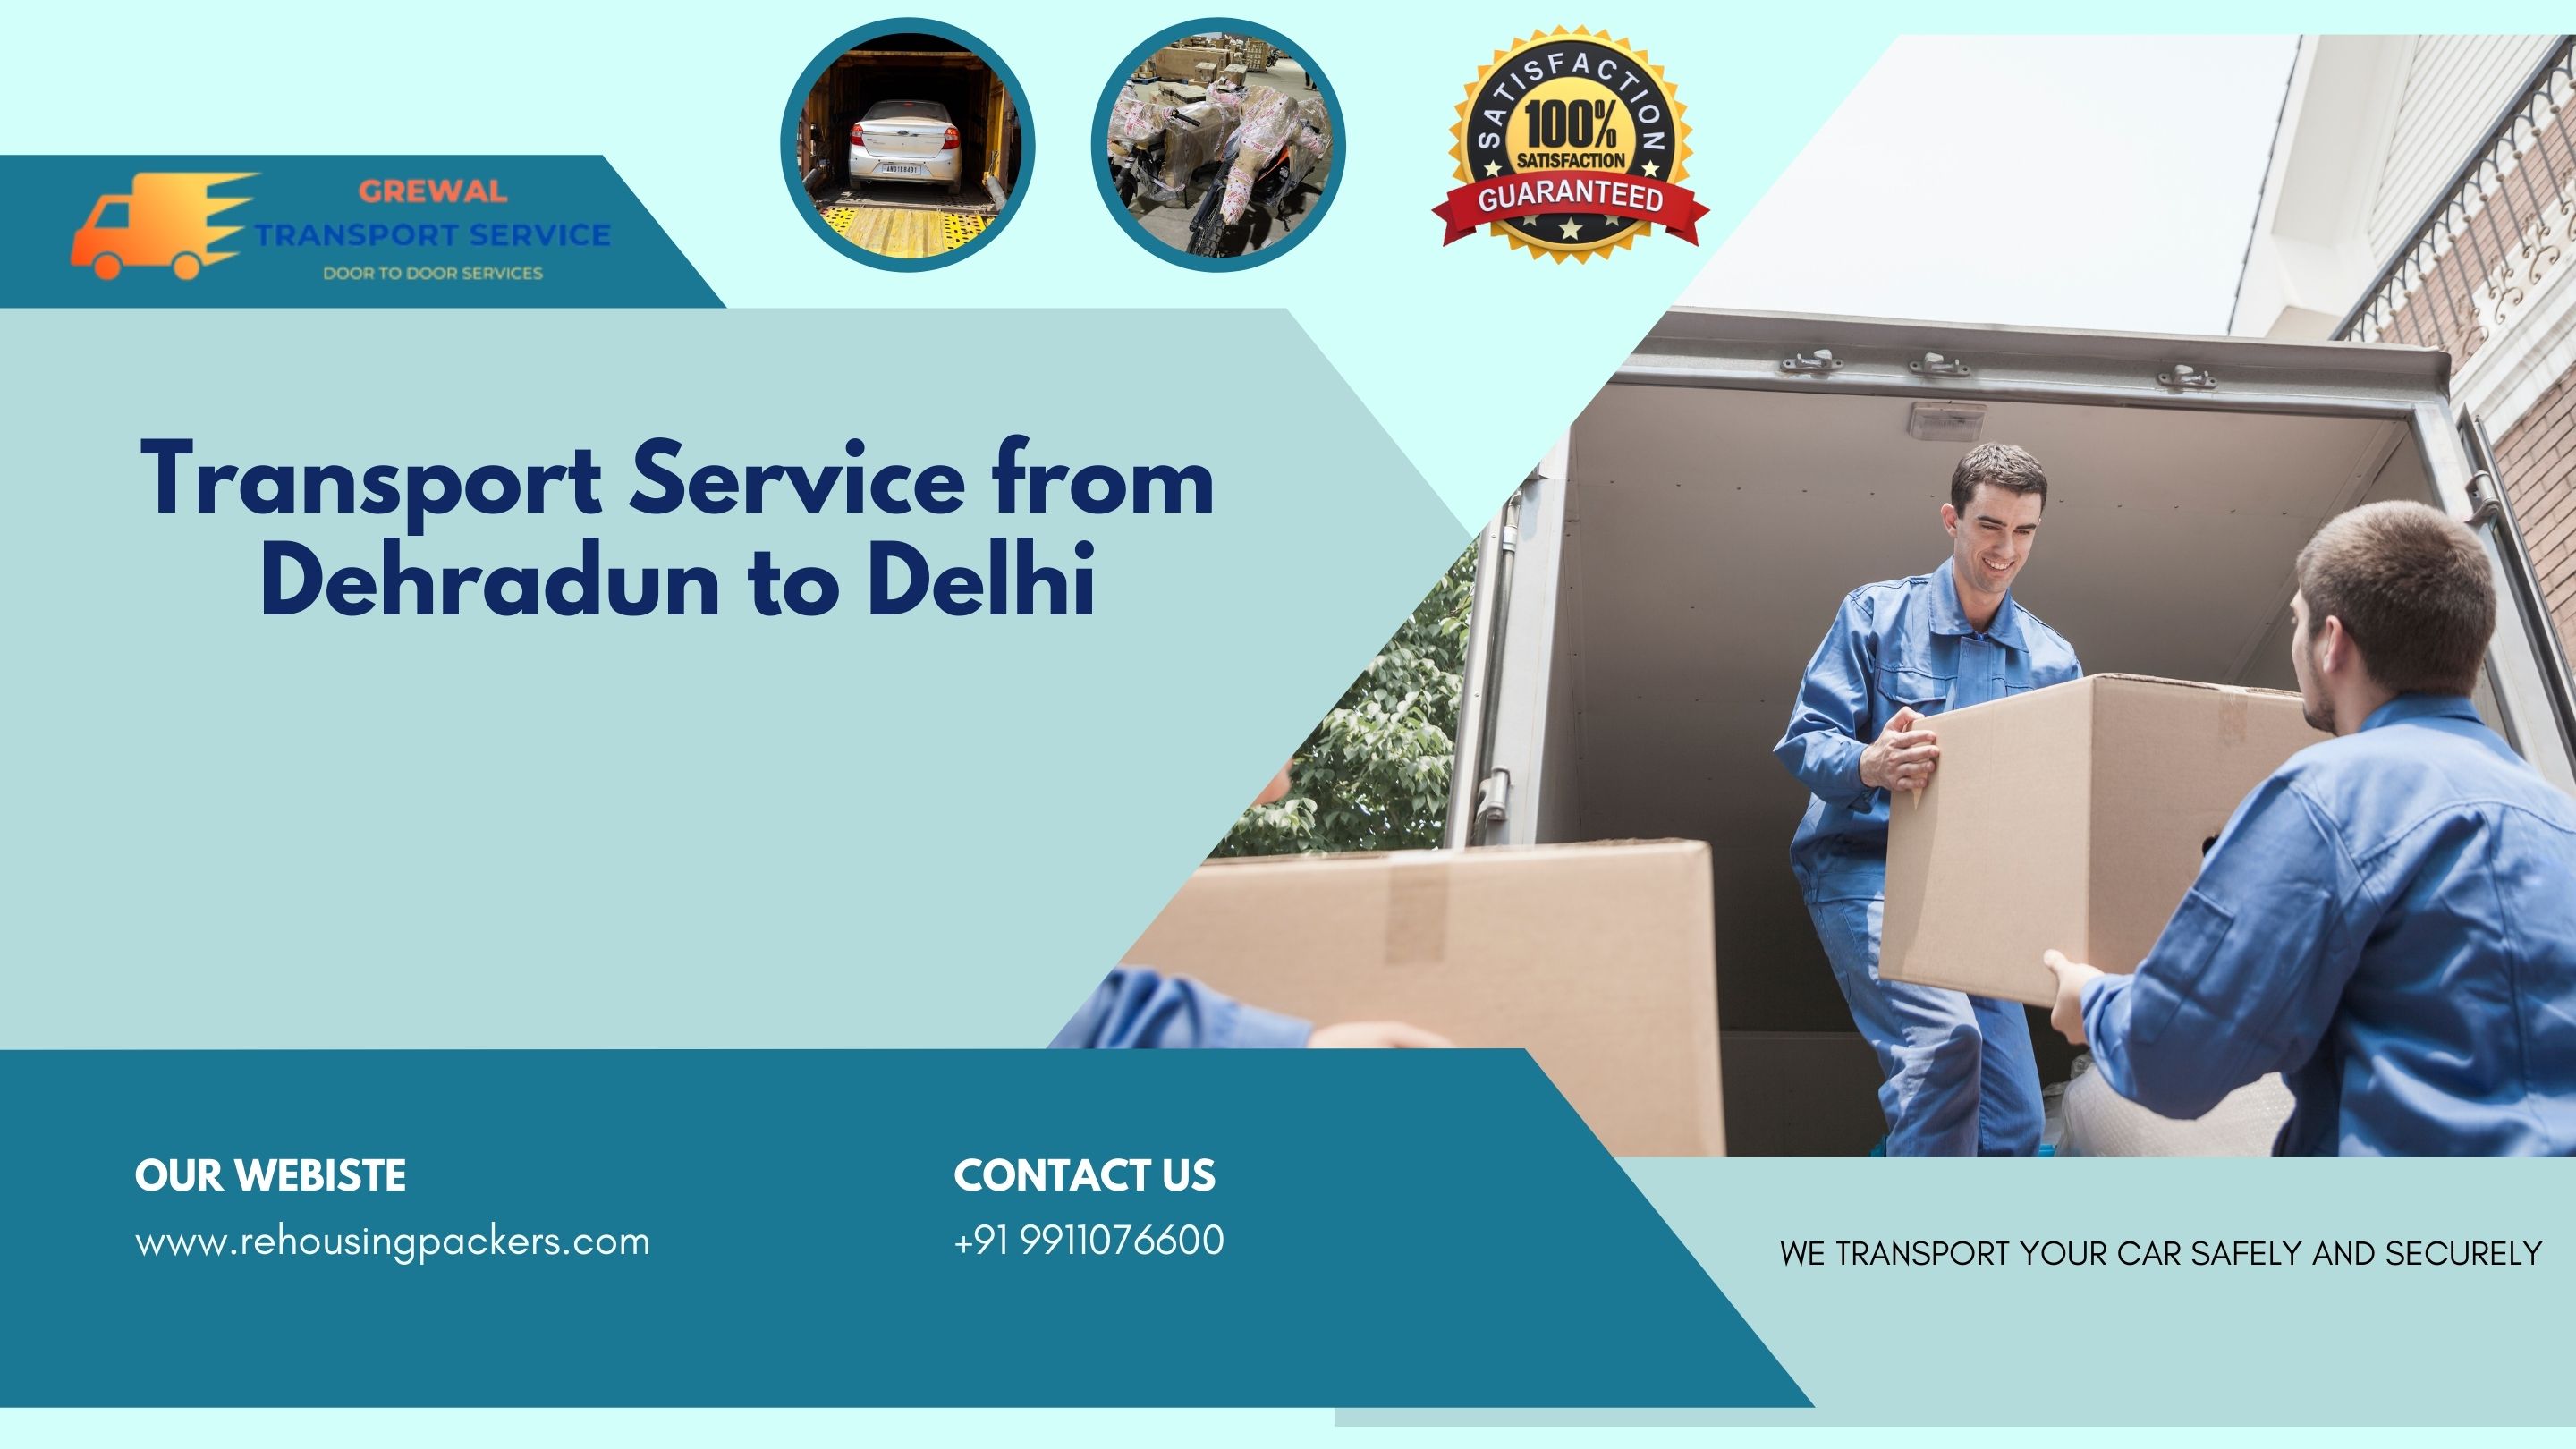 GREWAL
TRANSPORT SERVICE
DOOR TO DOOR SERVICES
SATISFACTION
100%
SATISFACTION
GUARANTEED
Transport Service from
Dehradun to Delhi
OUR WEBISTE
www.rehousingpackers.com
CONTACT US
+91 9911076600
WE TRANSPORT YOUR CAR SAFELY AND SECURELY